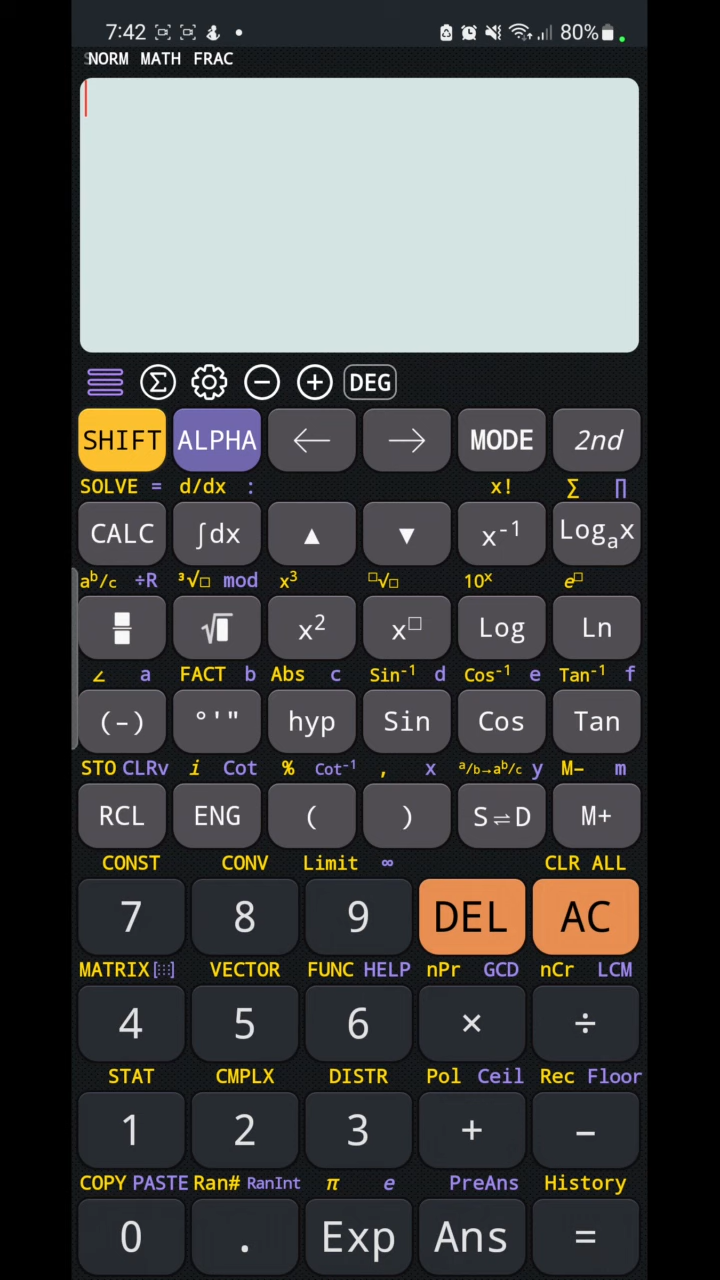 7:42 80%
NORM MATH FRAC
DEG
SHIFT ALPHA ← → MODE 2nd
SOLVE = d/dx : x! ∑ ∏
CALC ∫dx ▲ ▼ x⁻¹ Logₐx
aᵇ/c ÷R ³√□ mod x³ □√□ 10ˣ e□
√□ x² x□ Log Ln
∠ a FACT b Abs c Sin⁻¹ d Cos⁻¹ e Tan⁻¹ f
(−) °'" hyp Sin Cos Tan
STO CLRv i Cot % Cot⁻¹ , x a/b→aᵇ/c y M− m
RCL ENG ( ) S⇌D M+
CONST CONV Limit ∞ CLR ALL
7 8 9 DEL AC
MATRIX [:::] VECTOR FUNC HELP nPr GCD nCr LCM
4 5 6 × ÷
STAT CMPLX DISTR Pol Ceil Rec Floor
1 2 3 + −
COPY PASTE Ran# RanInt π e PreAns History
0 . Exp Ans =